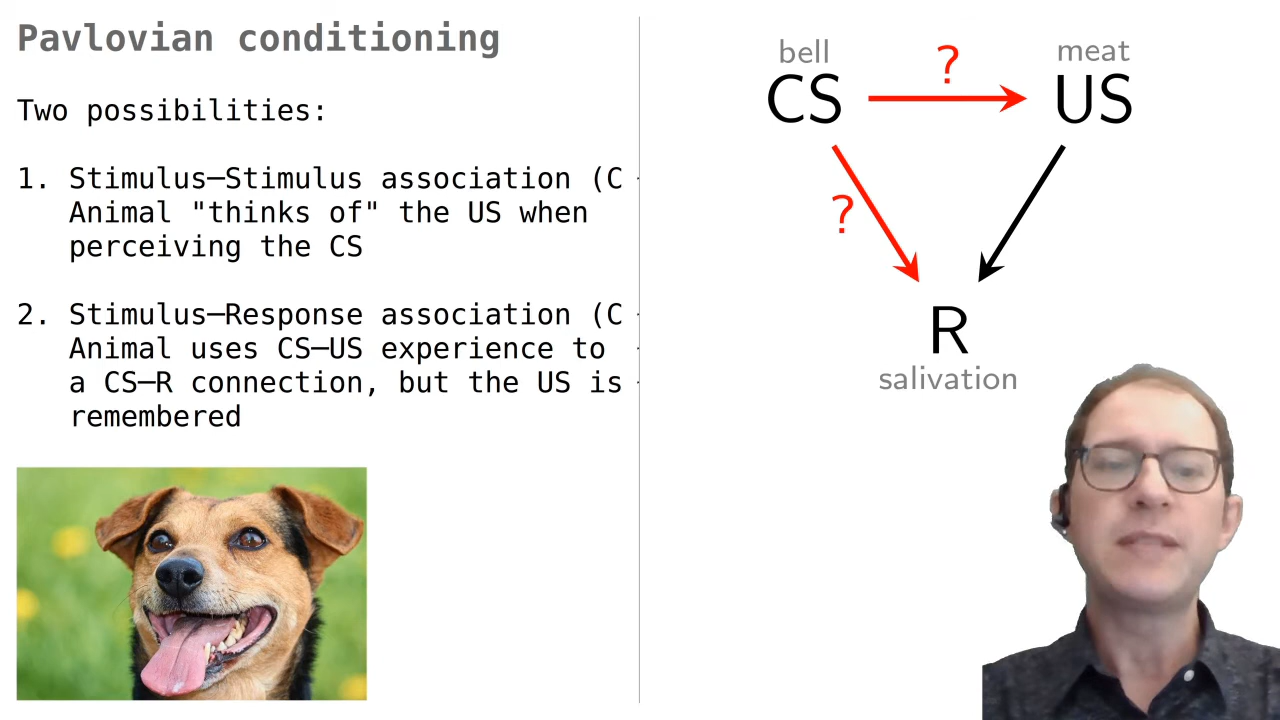 Pavlovian conditioning
Two possibilities:
1. Stimulus—Stimulus association (C
Animal "thinks of" the US when
perceiving the CS
2. Stimulus—Response association (C
Animal uses CS—US experience to
a CS—R connection, but the US is
remembered
bell
CS
?
meat
US
?
R
salivation